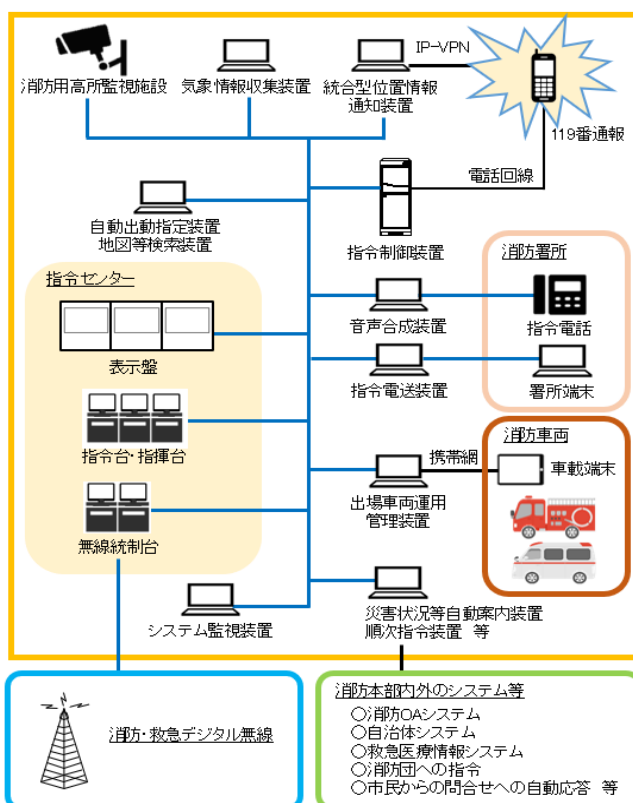 IP-VPN
消防用高所監視施設
気象情報収集装置
統合型位置情報
通知装置
119番通報
電話回線
自動出動指定装置
地図等検索装置
指令制御装置
指令センター
消防署所
表示盤
音声合成装置
指令電話
指令電送装置
署所端末
指令台・指揮台
消防車両
携帯網
車載端末
出場車両運用
管理装置
無線統制台
システム監視装置
災害状況等自動案内装置
順次指令装置 等
消防・救急デジタル無線
消防本部内外のシステム等
○消防OAシステム
○自治体システム
○救急医療情報システム
○消防団への指令
○市民からの問合せへの自動応答 等